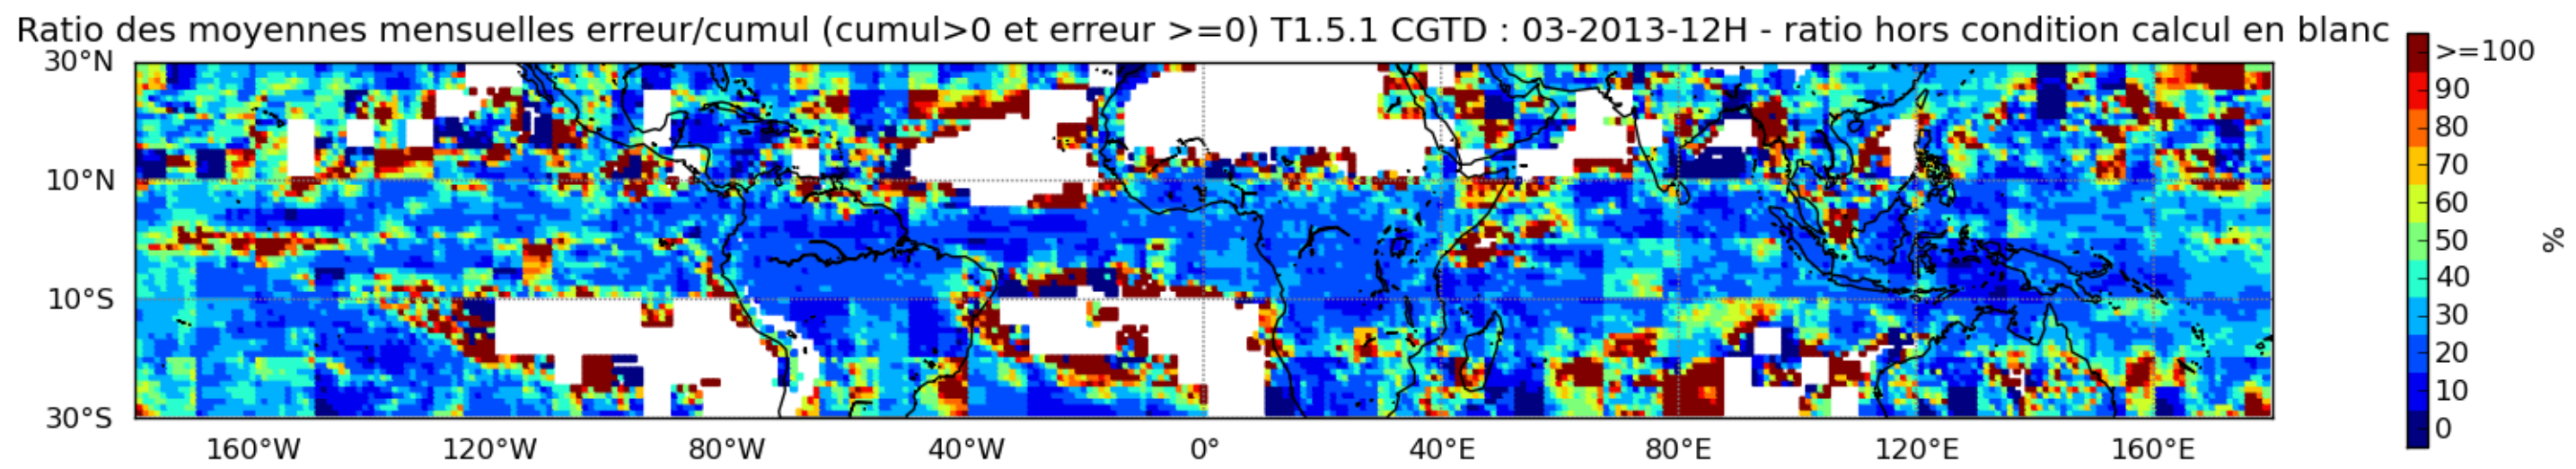 Ratio des moyennes mensuelles erreur/cumul (cumul>0 et erreur >=0) T1.5.1 CGTD : 03-2013-12H - ratio hors condition calcul en blanc
30°N
10°N
10°S
30°S
160°W 120°W 80°W 40°W 0° 40°E 80°E 120°E 160°E
>=100
90
80
70
60
50
40
30
20
10
0
%